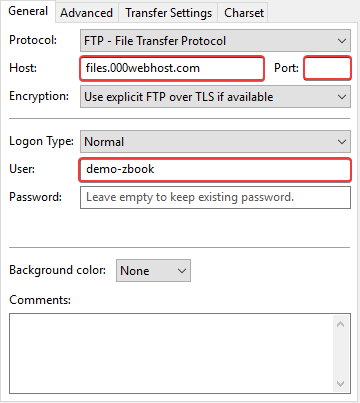 General Advanced Transfer Settings Charset
Protocol: FTP - File Transfer Protocol
Host: files.000webhost.com Port:
Encryption: Use explicit FTP over TLS if available
Logon Type: Normal
User: demo-zbook
Password: Leave empty to keep existing password.
Background color: None
Comments: